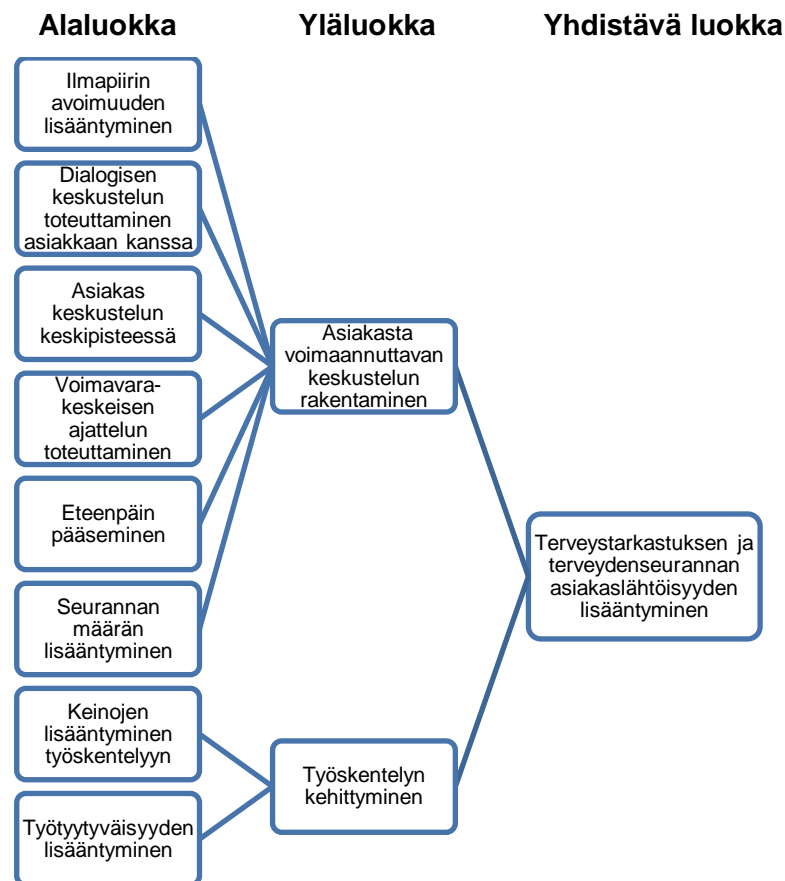 Alaluokka
Yläluokka
Yhdistävä luokka
Ilmapiirin
avoimuuden
lisääntyminen
Dialogisen
keskustelun
toteuttaminen
asiakkaan kanssa
Asiakas
keskustelun
keskipisteessä
Voimavara-
keskeisen
ajattelun
toteuttaminen
Eteenpäin
pääseminen
Seurannan
määrän
lisääntyminen
Keinojen
lisääntyminen
työskentelyyn
Työtyytyväisyyden
lisääntyminen
Asiakasta
voimaannuttavan
keskustelun
rakentaminen
Työskentelyn
kehittyminen
Terveystarkastuksen ja
terveydenseurannan
asiakaslähtöisyyden
lisääntyminen